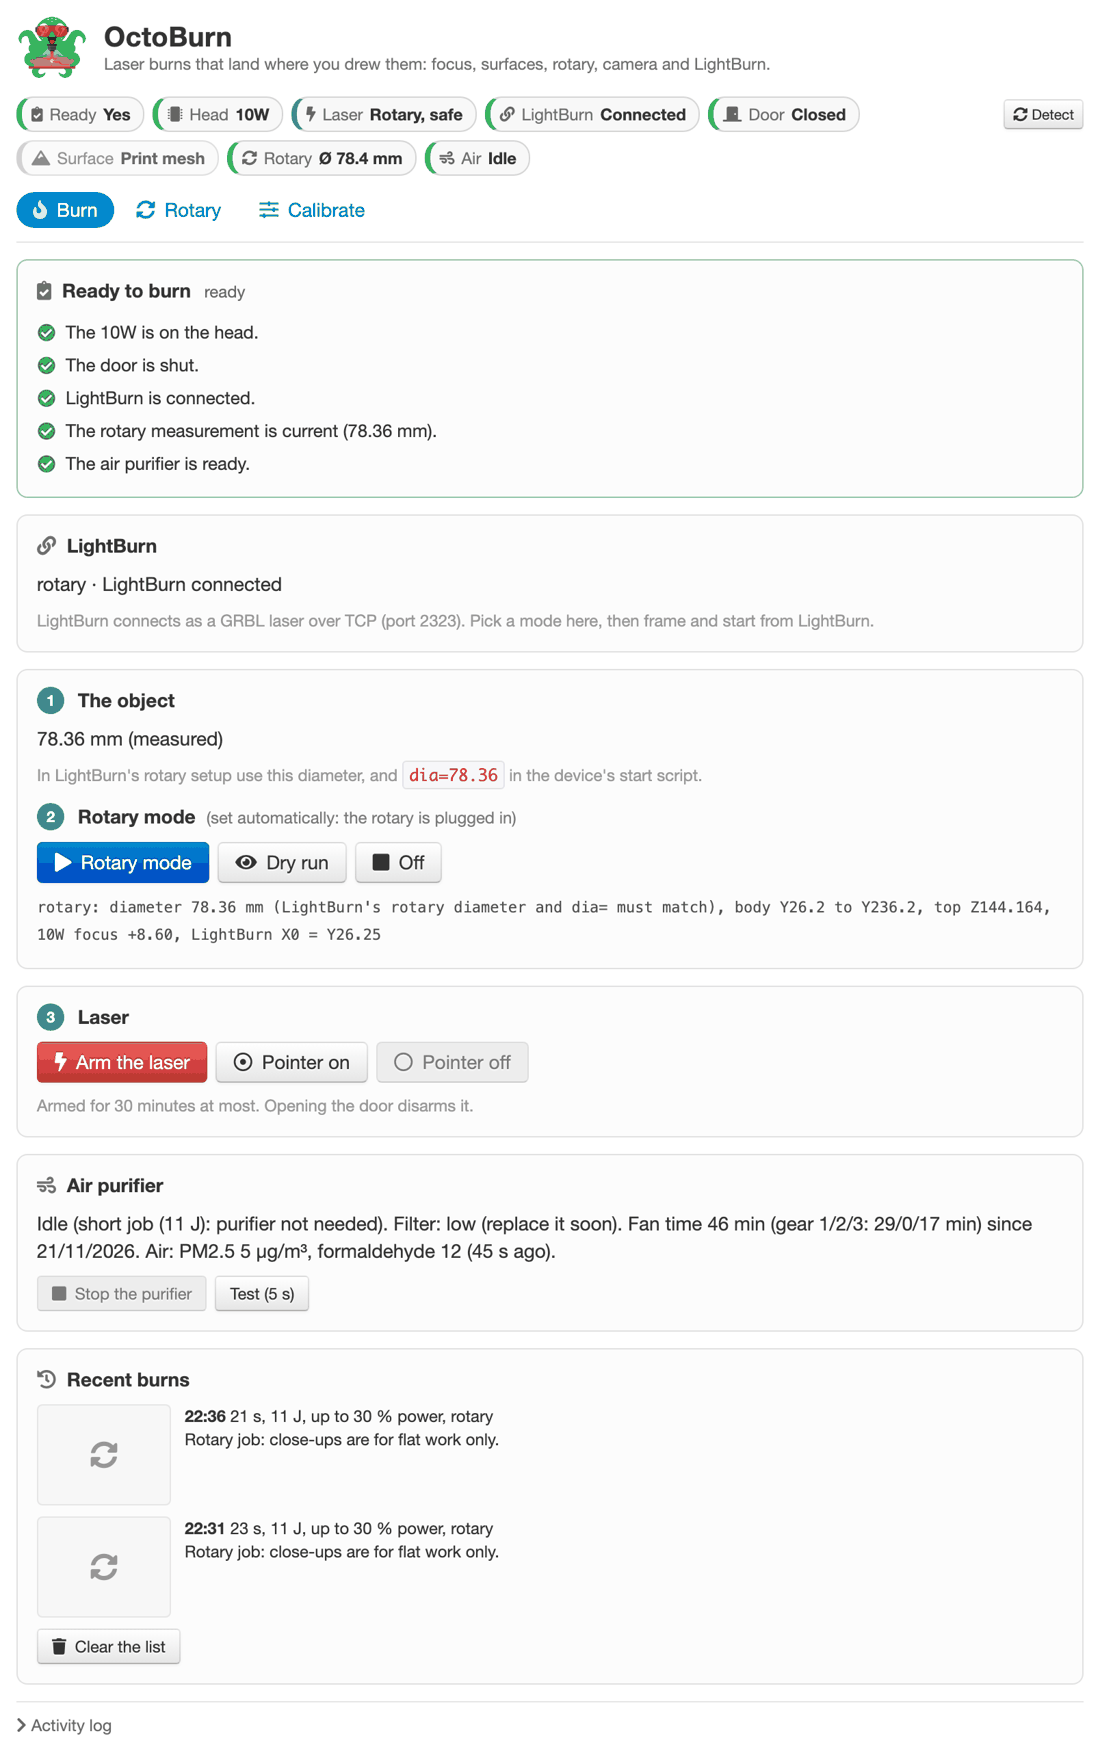 OctoBurn
Laser burns that land where you drew them: focus, surfaces, rotary, camera and LightBurn.
Ready Yes
Head 10W
Laser Rotary, safe
LightBurn Connected
Door Closed
Detect
Surface Print mesh
Rotary Ø 78.4 mm
Air Idle
Burn
Rotary
Calibrate
Ready to burn ready
The 10W is on the head.
The door is shut.
LightBurn is connected.
The rotary measurement is current (78.36 mm).
The air purifier is ready.
LightBurn
rotary · LightBurn connected
LightBurn connects as a GRBL laser over TCP (port 2323). Pick a mode here, then frame and start from LightBurn.
1 The object
78.36 mm (measured)
In LightBurn's rotary setup use this diameter, and dia=78.36 in the device's start script.
2 Rotary mode (set automatically: the rotary is plugged in)
Rotary mode
Dry run
Off
rotary: diameter 78.36 mm (LightBurn's rotary diameter and dia= must match), body Y26.2 to Y236.2, top Z144.164,
10W focus +8.60, LightBurn X0 = Y26.25
3 Laser
Arm the laser
Pointer on
Pointer off
Armed for 30 minutes at most. Opening the door disarms it.
Air purifier
Idle (short job (11 J): purifier not needed). Filter: low (replace it soon). Fan time 46 min (gear 1/2/3: 29/0/17 min) since
21/11/2026. Air: PM2.5 5 µg/m³, formaldehyde 12 (45 s ago).
Stop the purifier
Test (5 s)
Recent burns
22:36 21 s, 11 J, up to 30 % power, rotary
Rotary job: close-ups are for flat work only.
22:31 23 s, 11 J, up to 30 % power, rotary
Rotary job: close-ups are for flat work only.
Clear the list
Activity log